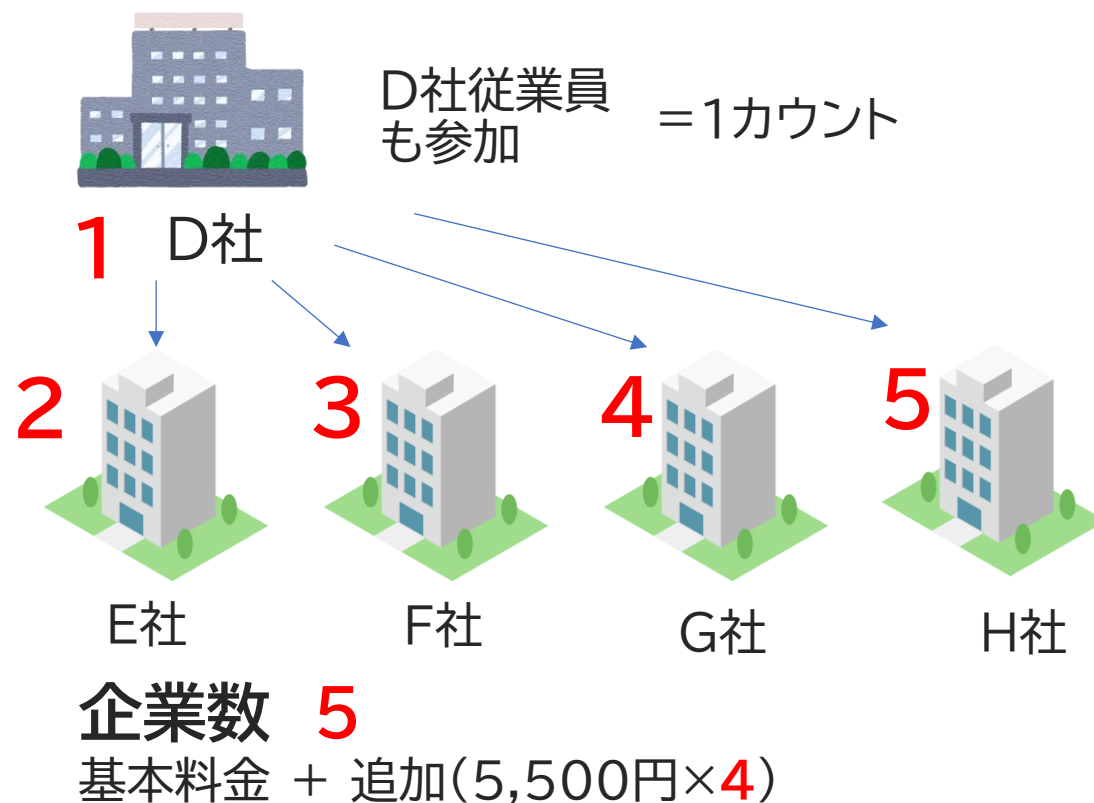 D社従業員
も参加
=1カウント
1
D社
2
3
4
5
E社
F社
G社
H社
企業数 5
基本料金 + 追加(5,500円×4)